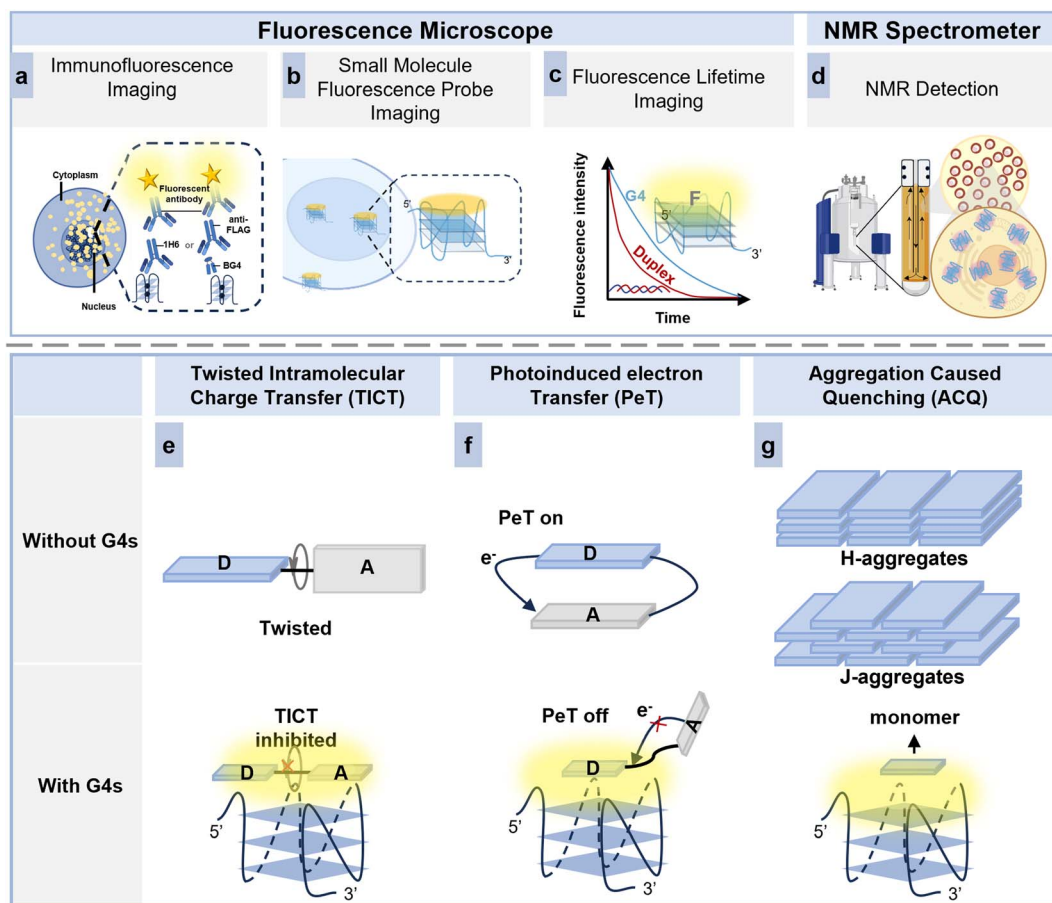 Fluorescence Microscope
NMR Spectrometer
a
Immunofluorescence
Imaging
b
Small Molecule
Fluorescence Probe
Imaging
c
Fluorescence Lifetime
Imaging
d
NMR Detection
Cytoplasm
Nucleus
Fluorescent
antibody
anti-
FLAG
1H6 or
BG4
5’
3’
Fluorescence intensity
G4
Duplex
F
5’
3’
Time
Twisted Intramolecular
Charge Transfer (TICT)
Photoinduced electron
Transfer (PeT)
Aggregation Caused
Quenching (ACQ)
Without G4s
e
D
A
Twisted
f
PeT on
e-
D
A
g
H-aggregates
J-aggregates
With G4s
TICT
inhibited
D
A
5’
3’
PeT off
e-
A
D
5’
3’
monomer
5’
3’